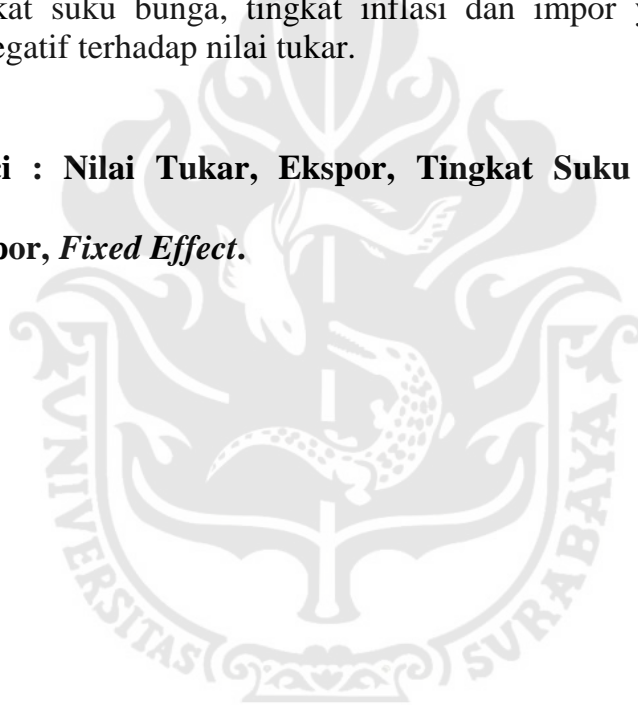 kat suku bunga, tingkat inflasi dan impor y
egatif terhadap nilai tukar.
ci : Nilai Tukar, Ekspor, Tingkat Suku
por, Fixed Effect.
UNIVERSITAS SURABAYA